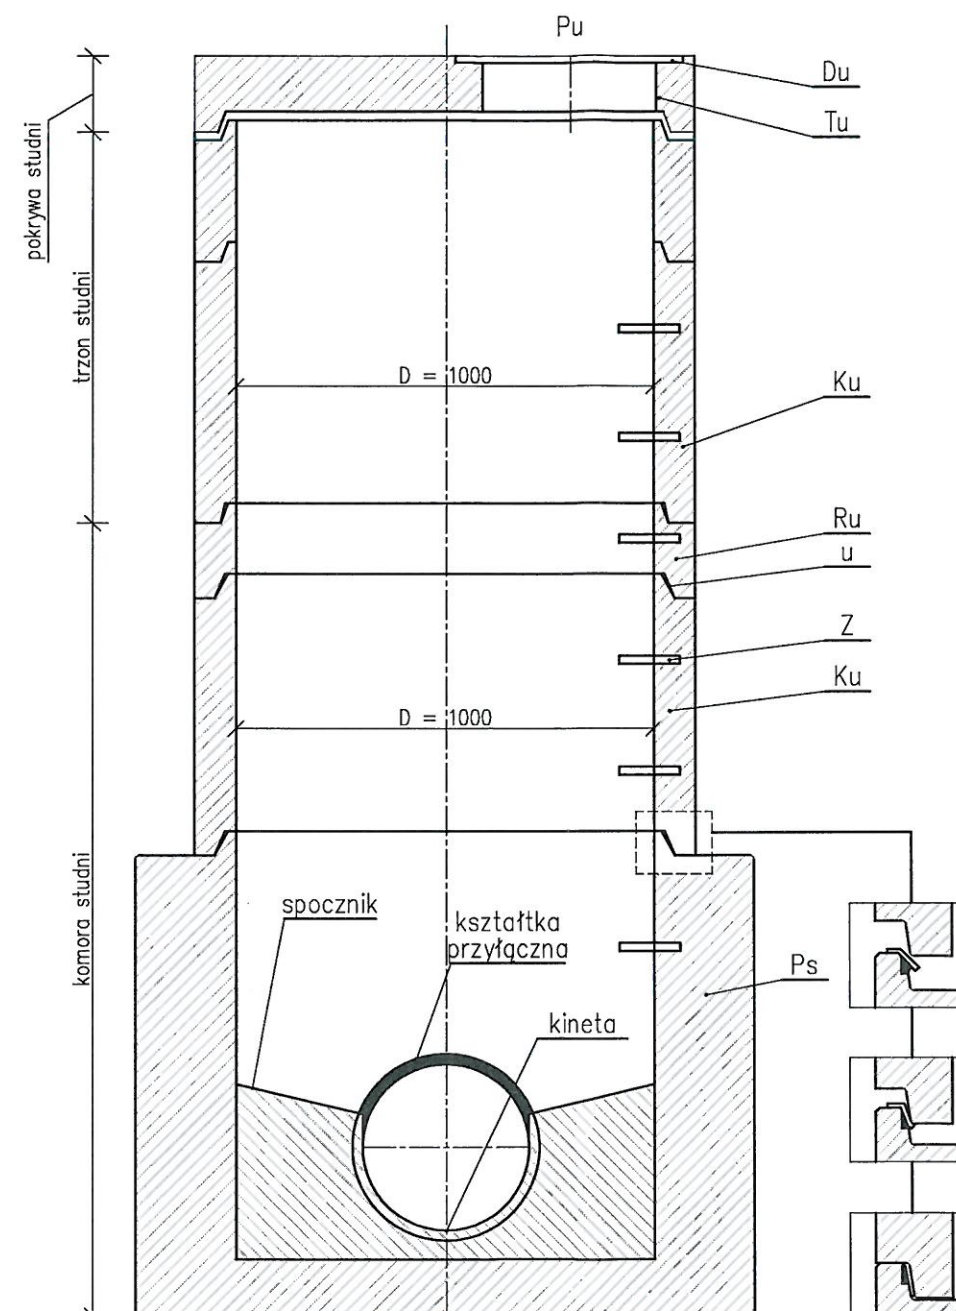 Pu
Du
Tu
pokrywa studni
trzon studni
D = 1000
Ku
Ru
u
Z
Ku
D = 1000
komora studni
spocznik
kształtka
przyłączna
Ps
kineta